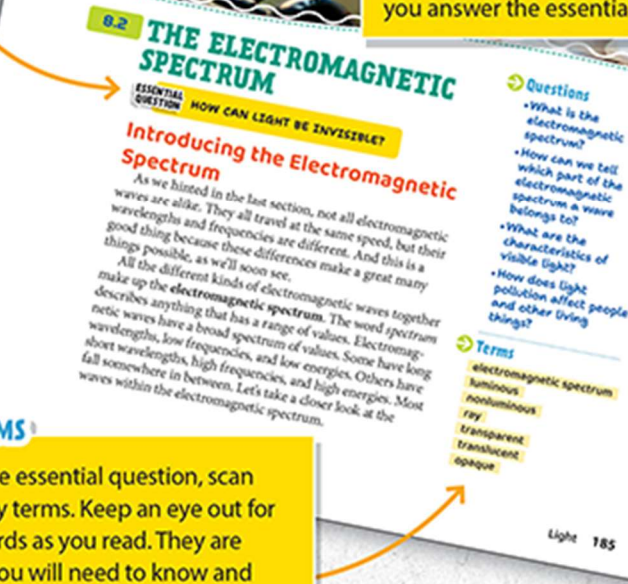 you answer the essentia
8.2 THE ELECTROMAGNETIC
SPECTRUM
ESSENTIAL
QUESTION
HOW CAN LIGHT BE INVISIBLE?
Introducing the Electromagnetic
Spectrum
As we hinted in the last section, not all electromagnetic
waves are alike. They all travel at the same speed, but their
wavelengths and frequencies are different. And this is a
good thing because these differences make a great many
things possible, as we'll soon see.
All the different kinds of electromagnetic waves together
make up the electromagnetic spectrum. The word spectrum
describes anything that has a range of values. Electromag-
netic waves have a broad spectrum of values. Some have long
wavelengths, low frequencies, and low energies. Others have
short wavelengths, high frequencies, and high energies. Most
fall somewhere in between. Let's take a closer look at the
waves within the electromagnetic spectrum.
Questions
• What is the
electromagnetic
spectrum?
• How can we tell
which part of the
electromagnetic
spectrum a wave
belongs to?
• What are the
characteristics of
visible light?
• How does light
pollution affect people
and other living
things?
Terms
electromagnetic spectrum
luminous
nonluminous
ray
transparent
translucent
opaque
Light 185
MS
e essential question, scan
y terms. Keep an eye out for
rds as you read. They are
ou will need to know and